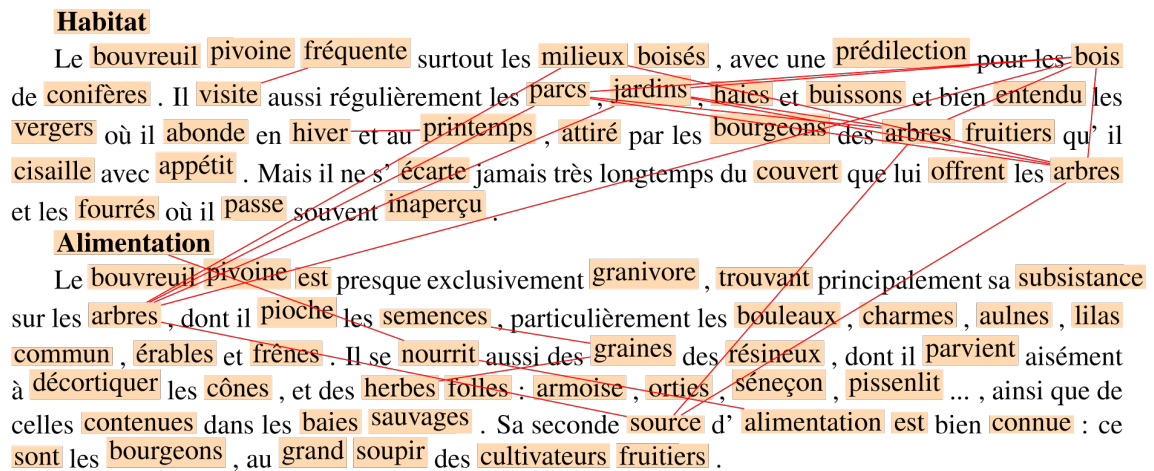 Habitat
Le bouvreuil pivoine fréquente surtout les milieux boisés , avec une prédilection pour les bois
de conifères . Il visite aussi régulièrement les parcs , jardins , haies et buissons et bien entendu les
vergers où il abonde en hiver et au printemps , attiré par les bourgeons des arbres fruitiers qu' il
cisaille avec appétit . Mais il ne s' écarte jamais très longtemps du couvert que lui offrent les arbres
et les fourrés où il passe souvent inaperçu .
Alimentation
Le bouvreuil pivoine est presque exclusivement granivore , trouvant principalement sa subsistance
sur les arbres , dont il pioche les semences , particulièrement les bouleaux , charmes , aulnes , lilas
commun , érables et frênes . Il se nourrit aussi des graines des résineux , dont il parvient aisément
à décortiquer les cônes , et des herbes folles : armoise , orties , séneçon , pissenlit ... , ainsi que de
celles contenues dans les baies sauvages . Sa seconde source d' alimentation est bien connue : ce
sont les bourgeons , au grand soupir des cultivateurs fruitiers .